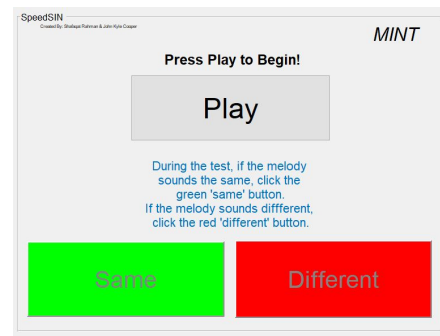 SpeedSIN
Created By: Shafaqat Rahman & John Kyle Cooper
MINT
Press Play to Begin!
Play
During the test, if the melody
sounds the same, click the
green 'same' button.
If the melody sounds diffferent,
click the red 'different' button.
Same
Different